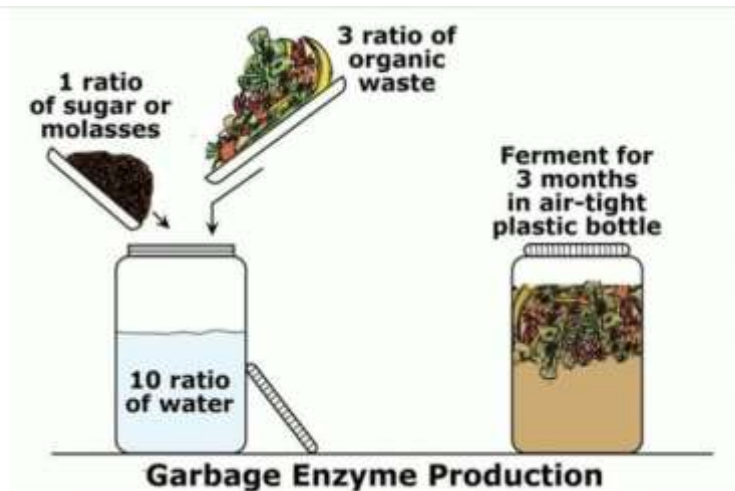 1 ratio
of sugar or
molasses
3 ratio of
organic
waste
10 ratio
of water
Ferment for
3 months
in air-tight
plastic bottle
Garbage Enzyme Production